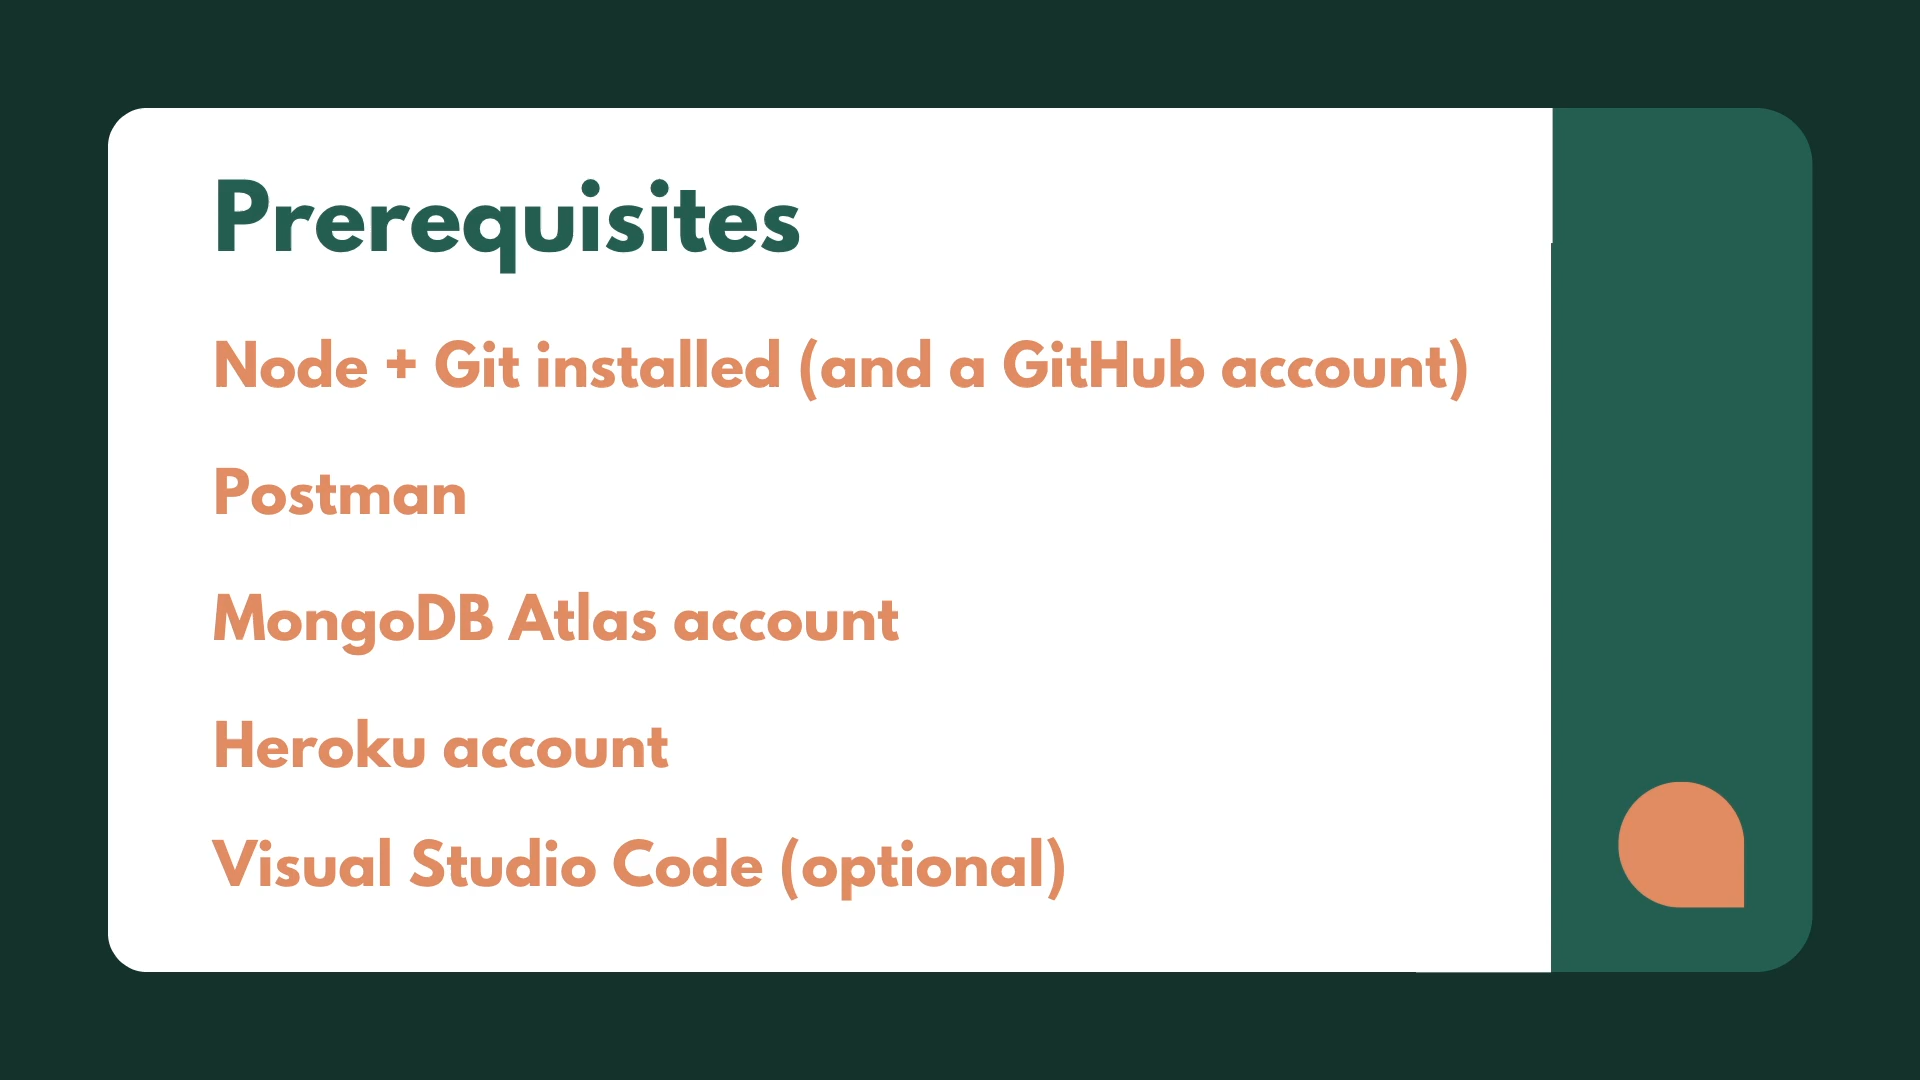 Prerequisites
Node + Git installed (and a GitHub account)
Postman
MongoDB Atlas account
Heroku account
Visual Studio Code (optional)